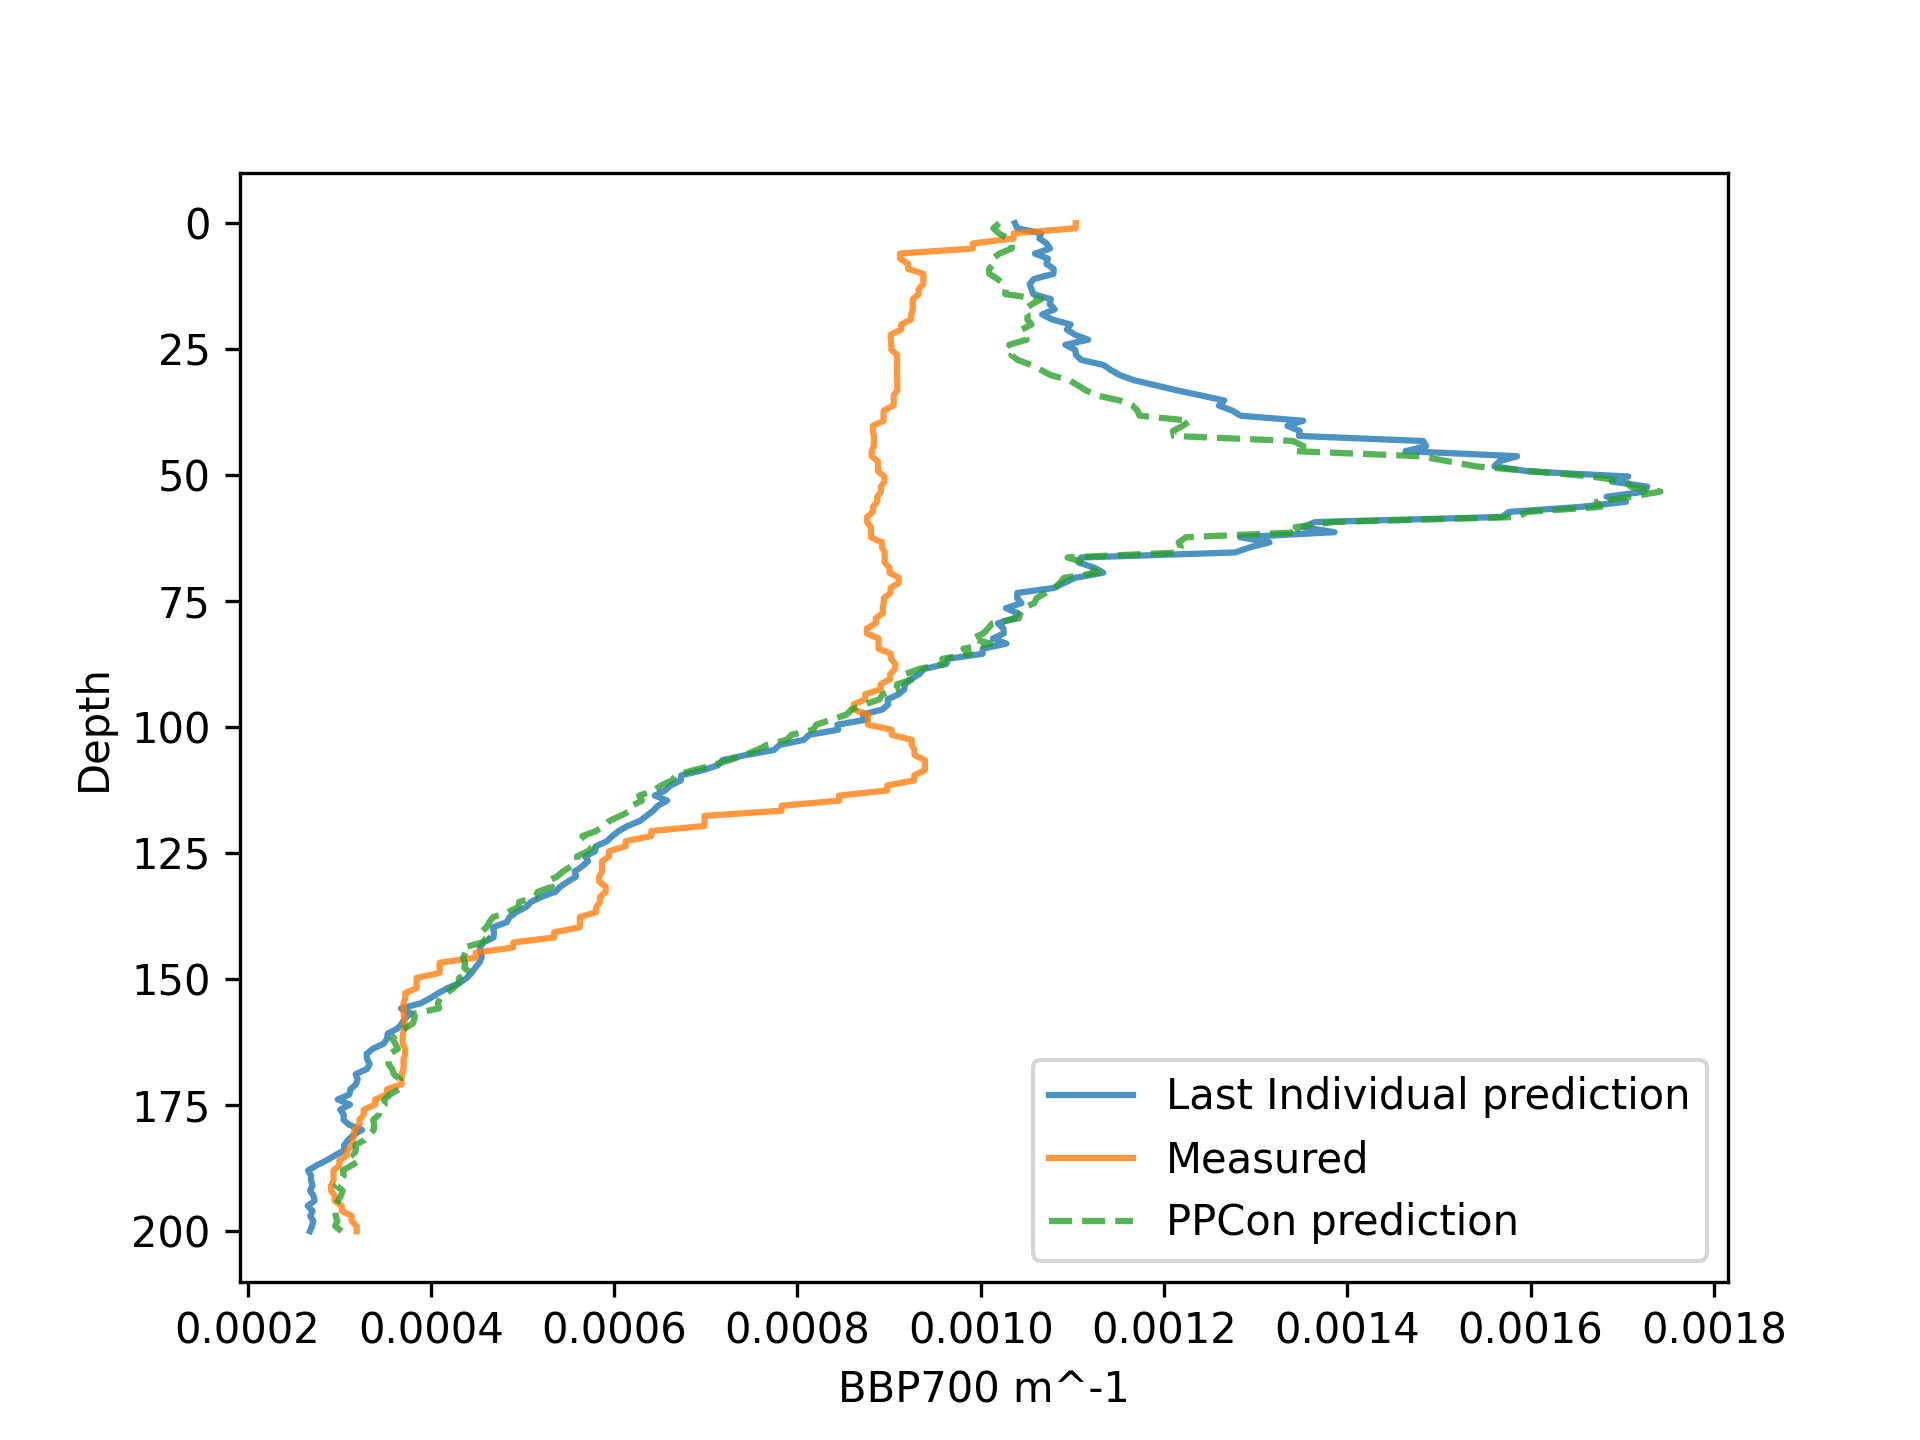 0
25
50
75
100
125
150
175
200
Depth
0.0002 0.0004 0.0006 0.0008 0.0010 0.0012 0.0014 0.0016 0.0018
BBP700 m^-1
Last Individual prediction
Measured
PPCon prediction